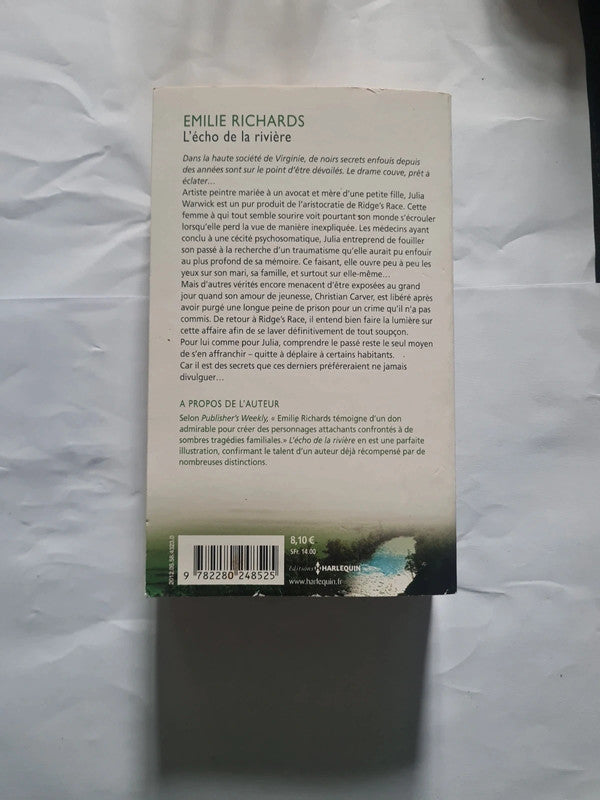 EMILIE RICHARDS
L'écho de la rivière
Dans la haute société de Virginie, de noirs secrets enfouis depuis
des années sont sur le point d'être dévoilés. Le drame couve, prêt à
éclater...
Artiste peintre mariée à un avocat et mère d'une petite fille, Julia
Warwick est un pur produit de l'aristocratie de Ridge's Race. Cette
femme à qui tout semble sourire voit pourtant son monde s'écrouler
lorsqu'elle perd la vue de manière inexpliquée. Les médecins ayant
conclu à une cécité psychosomatique, Julia entreprend de fouiller
son passé à la recherche d'un traumatisme qu'elle aurait pu enfouir
au plus profond de sa mémoire. Ce faisant, elle ouvre peu à peu les
yeux sur son mari, sa famille, et surtout sur elle-même...
Mais d'autres vérités encore menacent d'être exposées au grand
jour quand son amour de jeunesse, Christian Carver, est libéré après
avoir purgé une longue peine de prison pour un crime qu'il n'a pas
commis. De retour à Ridge's Race, il entend bien faire la lumière sur
cette affaire afin de se laver définitivement de tout soupçon.
Pour lui comme pour Julia, comprendre le passé reste le seul moyen
de s'en affranchir – quitte à déplaire à certains habitants.
Car il est des secrets que ces derniers préféreraient ne jamais
divulguer...
A PROPOS DE L'AUTEUR
Selon Publisher's Weekly, « Emilie Richards témoigne d'un don
admirable pour créer des personnages attachants confrontés à de
sombres tragédies familiales.» L'écho de la rivière en est une parfaite
illustration, confirmant le talent d'un auteur déjà récompensé par de
nombreuses distinctions.
8,10 €
SFr. 14.00
9 782280 248525
Editions HARLEQUIN
www.harlequin.fr